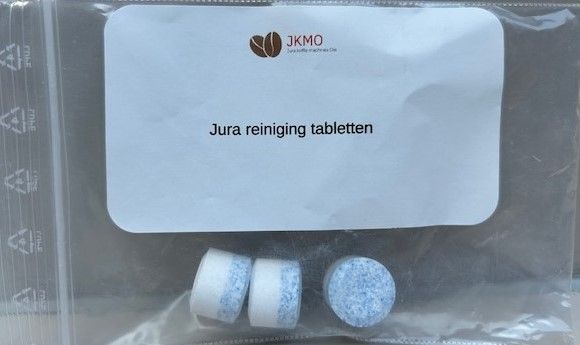 JKMO
Jura reiniging tabletten